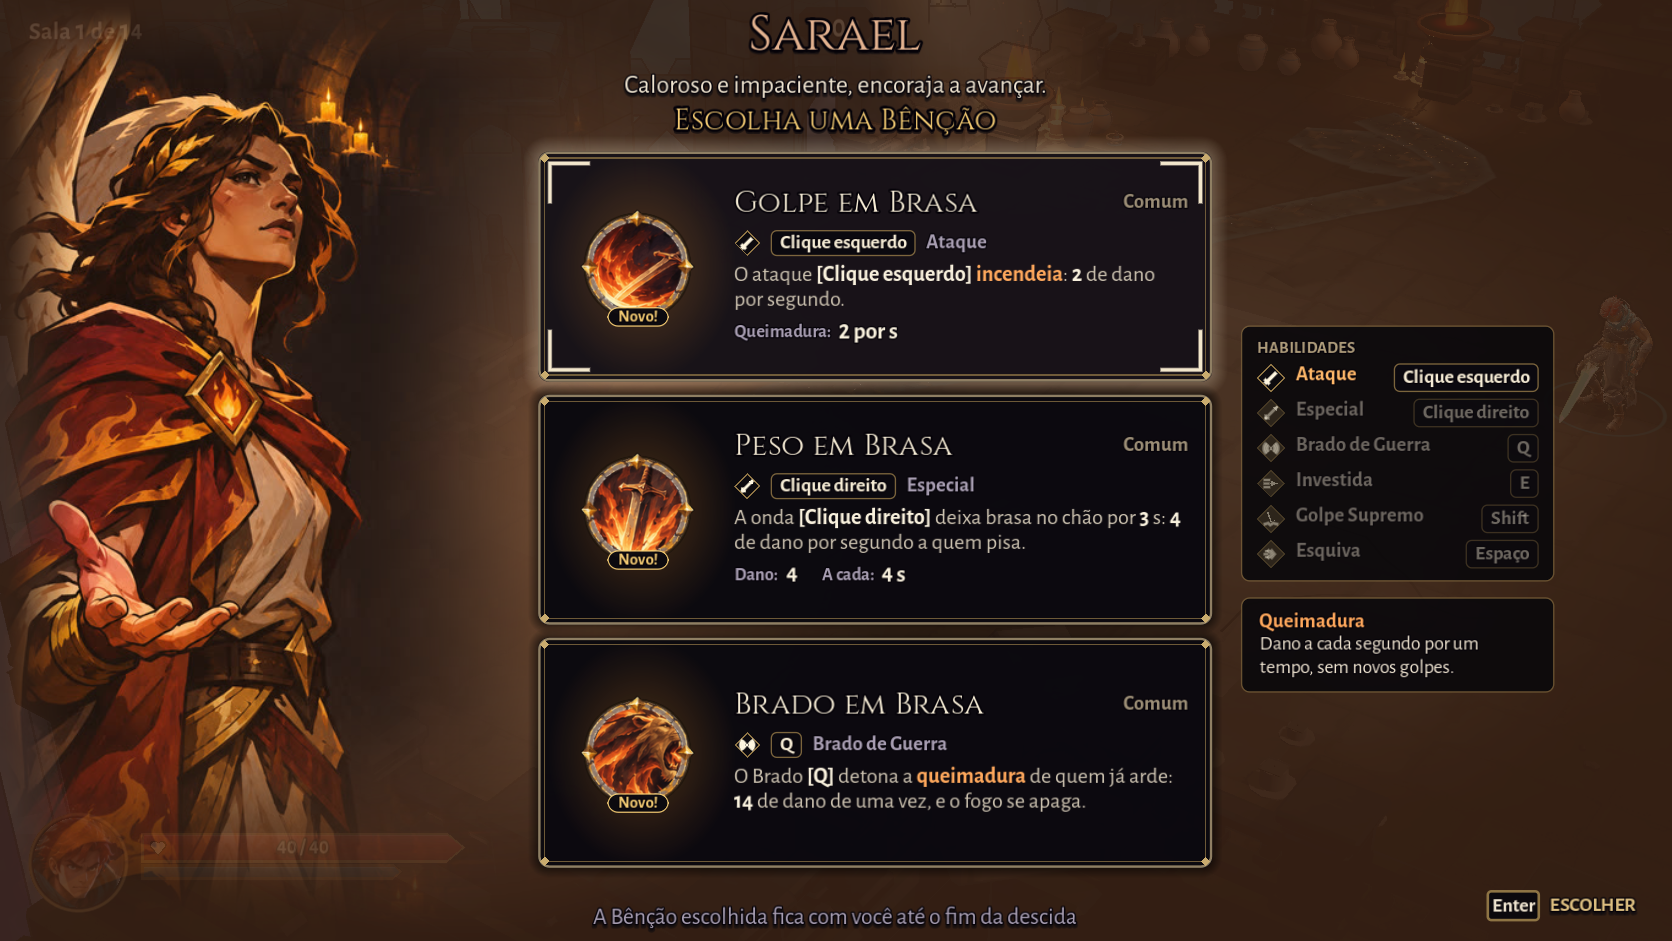 Sala 1 de 14
Sarael
Caloroso e impaciente, encoraja a avançar.
Escolha uma Bênção
Golpe em Brasa
Comum
Clique esquerdo Ataque
O ataque [Clique esquerdo] incendeia: 2 de dano
por segundo.
Queimadura: 2 por s
Novo!
Peso em Brasa
Comum
Clique direito Especial
A onda [Clique direito] deixa brasa no chão por 3 s: 4
de dano por segundo a quem pisa.
Dano: 4 A cada: 4 s
Novo!
Brado em Brasa
Comum
Q Brado de Guerra
O Brado [Q] detona a queimadura de quem já arde:
14 de dano de uma vez, e o fogo se apaga.
Novo!
HABILIDADES
Ataque Clique esquerdo
Especial Clique direito
Brado de Guerra Q
Investida E
Golpe Supremo Shift
Esquiva Espaço
Queimadura
Dano a cada segundo por um
tempo, sem novos golpes.
40 / 40
A Bênção escolhida fica com você até o fim da descida
Enter ESCOLHER